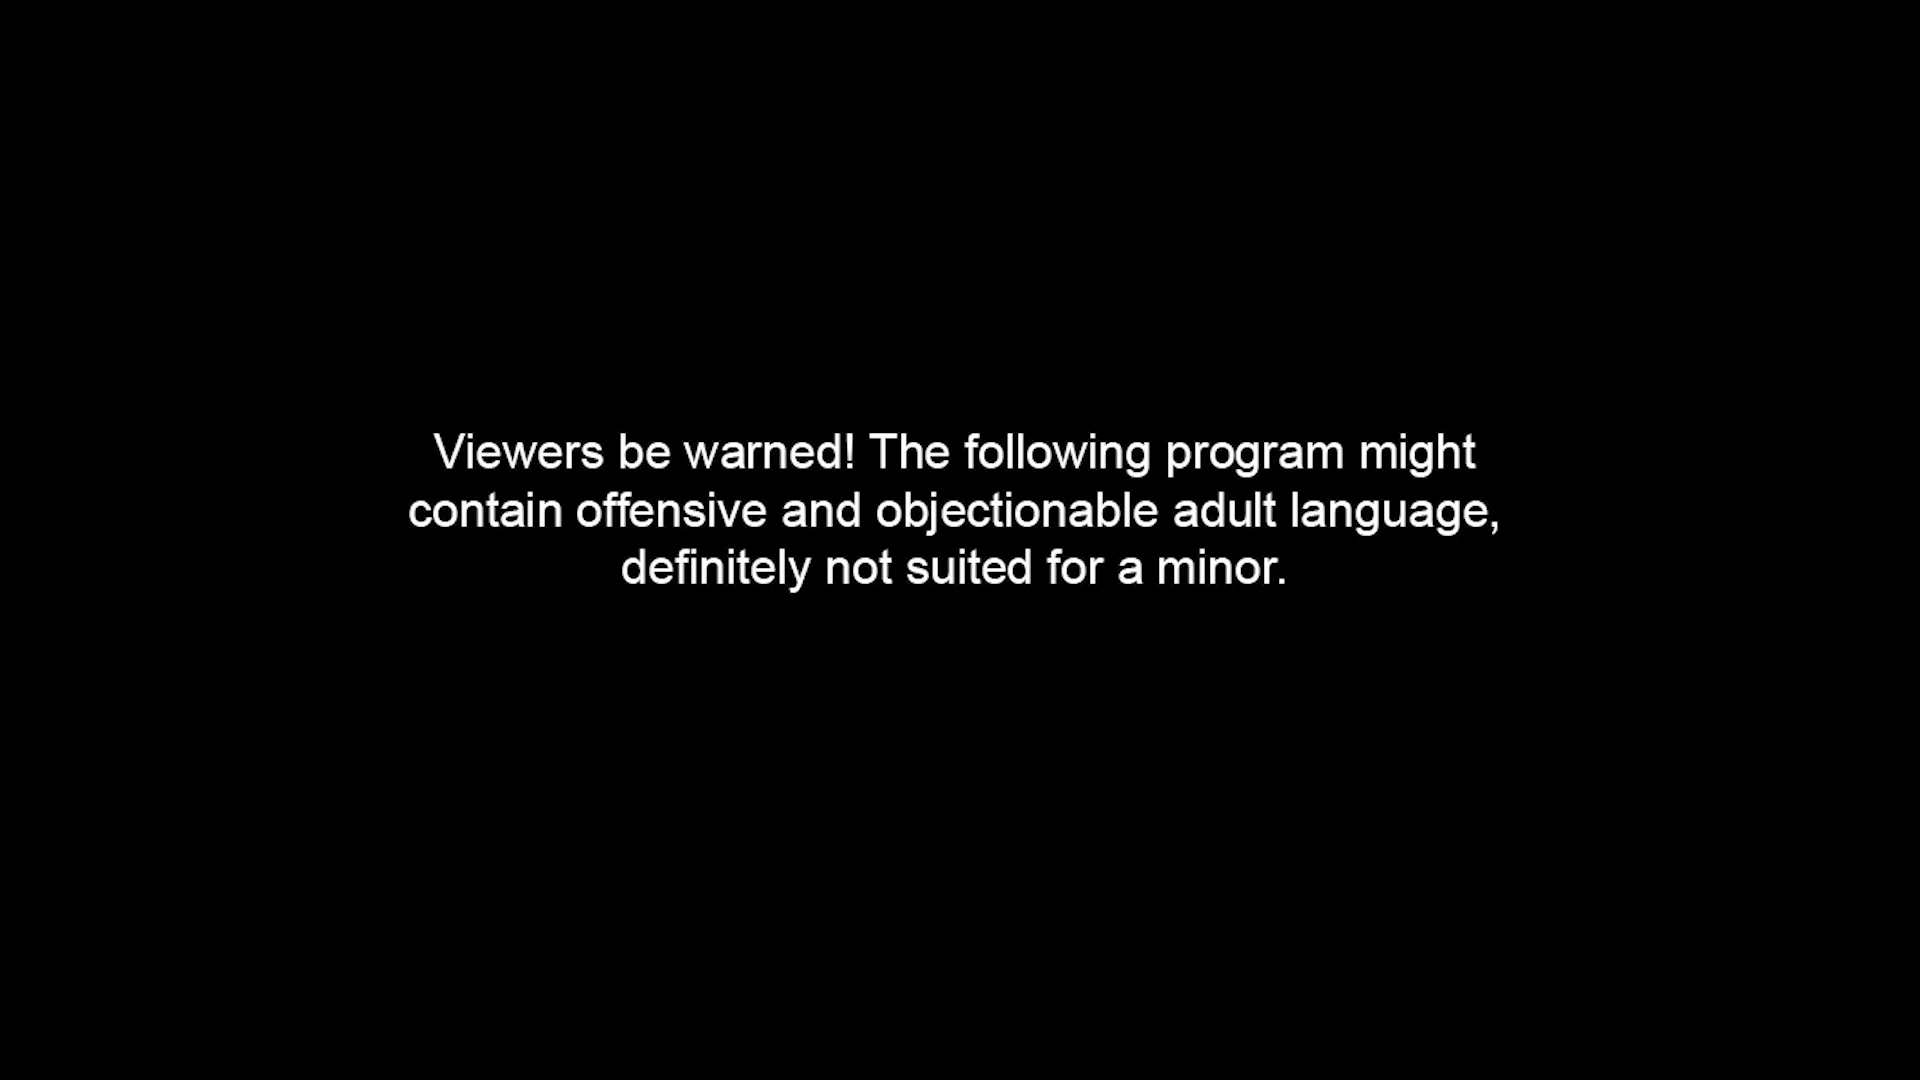 Viewers be warned! The following program might
contain offensive and objectionable adult language,
definitely not suited for a minor.